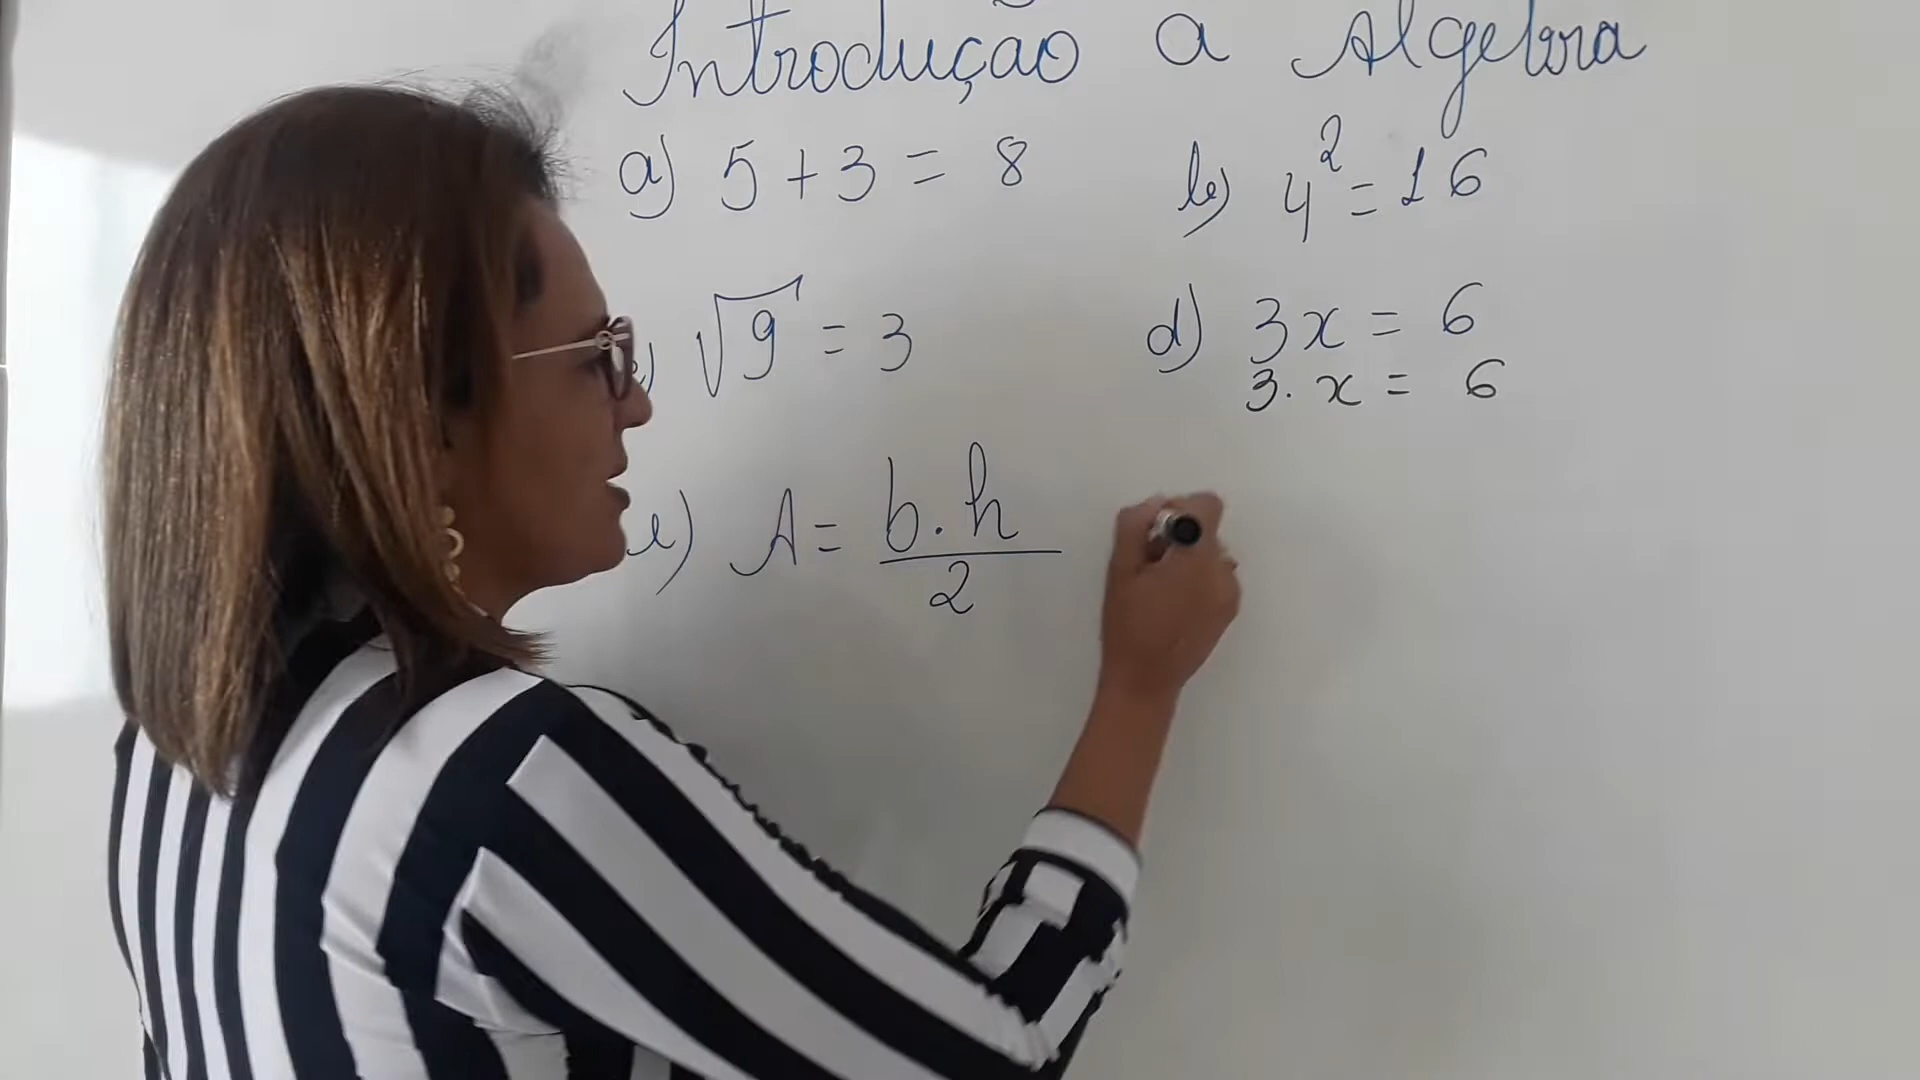 Introdução a Algebra
a) 5+3 = 8
b) 4² = 16
) √9 = 3
d) 3x = 6
3. x = 6
e) A = b.h
2